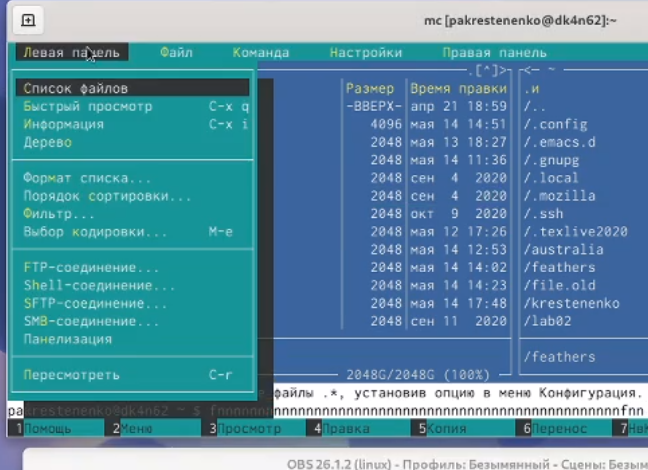 mc [pakrestenenko@dk4n62]:~
Левая панель Файл Команда Настройки Правая панель
.[^]> <- ~
Список файлов Размер Время правки .и
Быстрый просмотр C-x q -ВВЕРХ- апр 21 18:59 /..
Информация C-x i 4096 мая 14 14:51 /.config
Дерево 2048 мая 13 18:27 /.emacs.d
2048 мая 14 11:36 /.gnupg
Формат списка... 2048 сен 4 2020 /.local
Порядок сортировки... 2048 сен 4 2020 /.mozilla
Фильтр... 2048 окт 9 2020 /.ssh
Выбор кодировки... M-e 2048 мая 12 17:26 /.texlive2020
2048 мая 14 12:53 /australia
FTP-соединение... 2048 мая 14 14:02 /feathers
Shell-соединение... 2048 мая 14 14:23 /file.old
SFTP-соединение... 2048 мая 14 17:48 /krestenenko
SMB-соединение... 2048 сен 11 2020 /lab02
Панелизация
/feathers
Пересмотреть C-r 2048G/2048G (100%)
файлы .*, установив опцию в меню Конфигурация.
pakrestenenko@dk4n62 ~ $
1Помощь 2Меню 3Просмотр 4Правка 5Копия 6Перенос
OBS 26.1.2 (linux) - Профиль: Безымянный - Сцены: